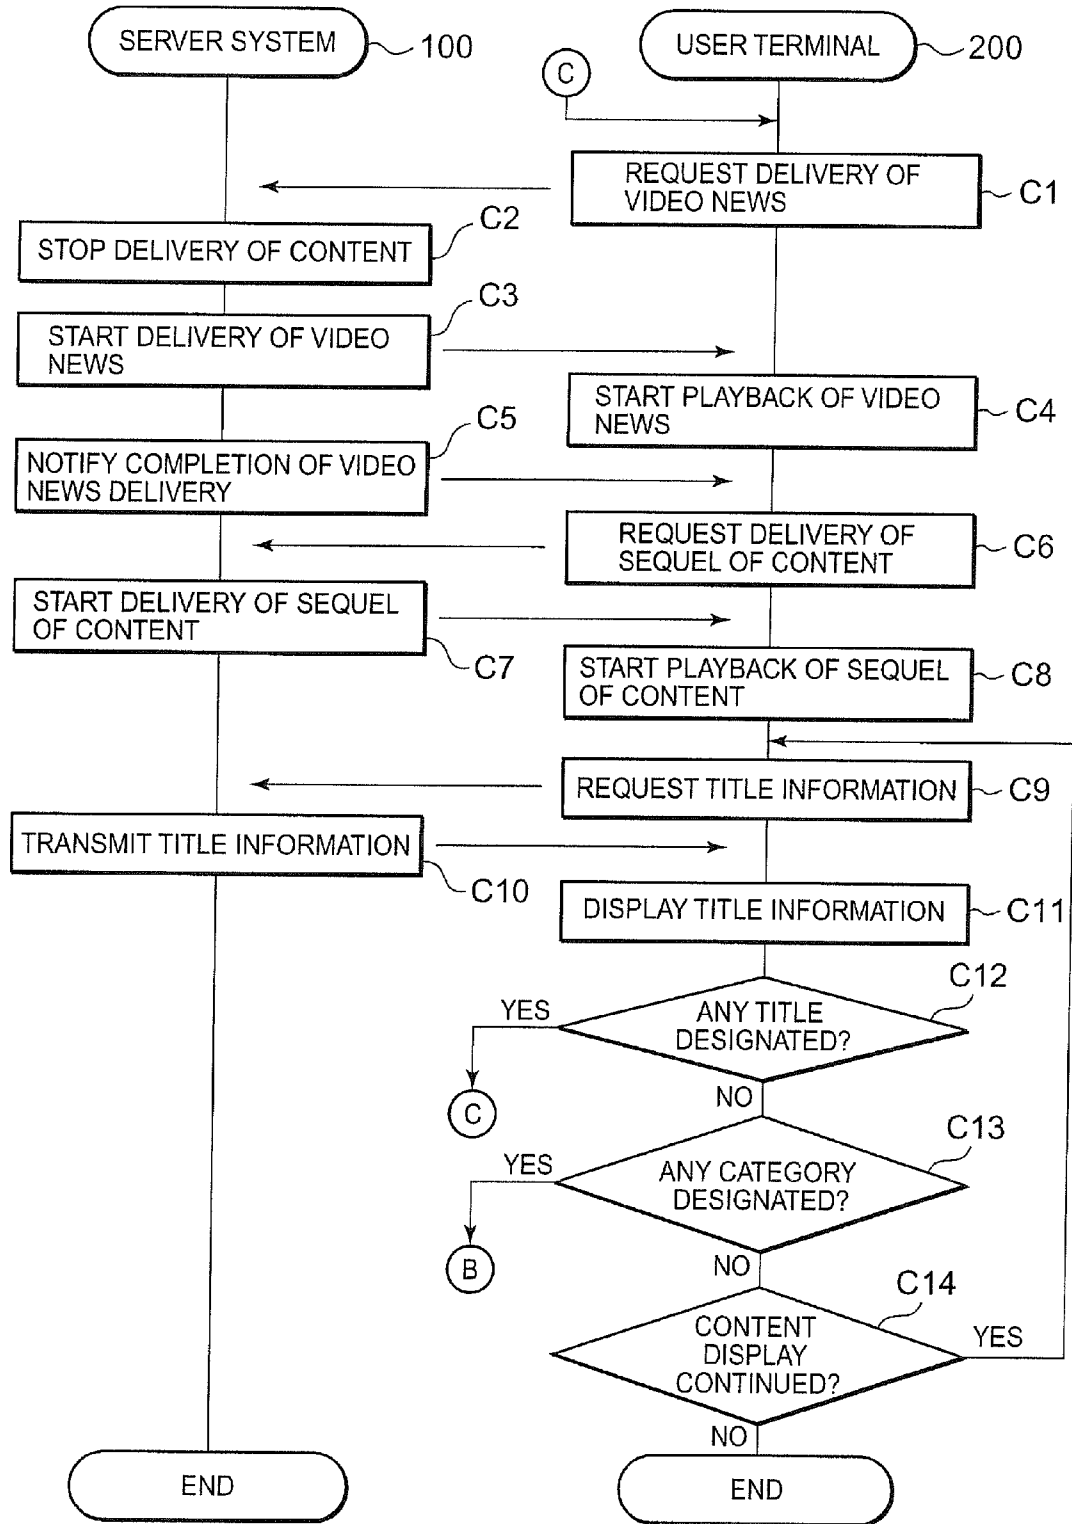 SERVER SYSTEM
100
USER TERMINAL
200
C
REQUEST DELIVERY OF
VIDEO NEWS
C1
STOP DELIVERY OF CONTENT
C2
START DELIVERY OF VIDEO
NEWS
C3
START PLAYBACK OF VIDEO
NEWS
C4
NOTIFY COMPLETION OF VIDEO
NEWS DELIVERY
C5
REQUEST DELIVERY OF
SEQUEL OF CONTENT
C6
START DELIVERY OF SEQUEL
OF CONTENT
C7
START PLAYBACK OF SEQUEL
OF CONTENT
C8
REQUEST TITLE INFORMATION
C9
TRANSMIT TITLE INFORMATION
C10
DISPLAY TITLE INFORMATION
C11
ANY TITLE
DESIGNATED?
C12
YES
C
NO
ANY CATEGORY
DESIGNATED?
C13
YES
B
NO
CONTENT
DISPLAY
CONTINUED?
C14
YES
NO
END
END